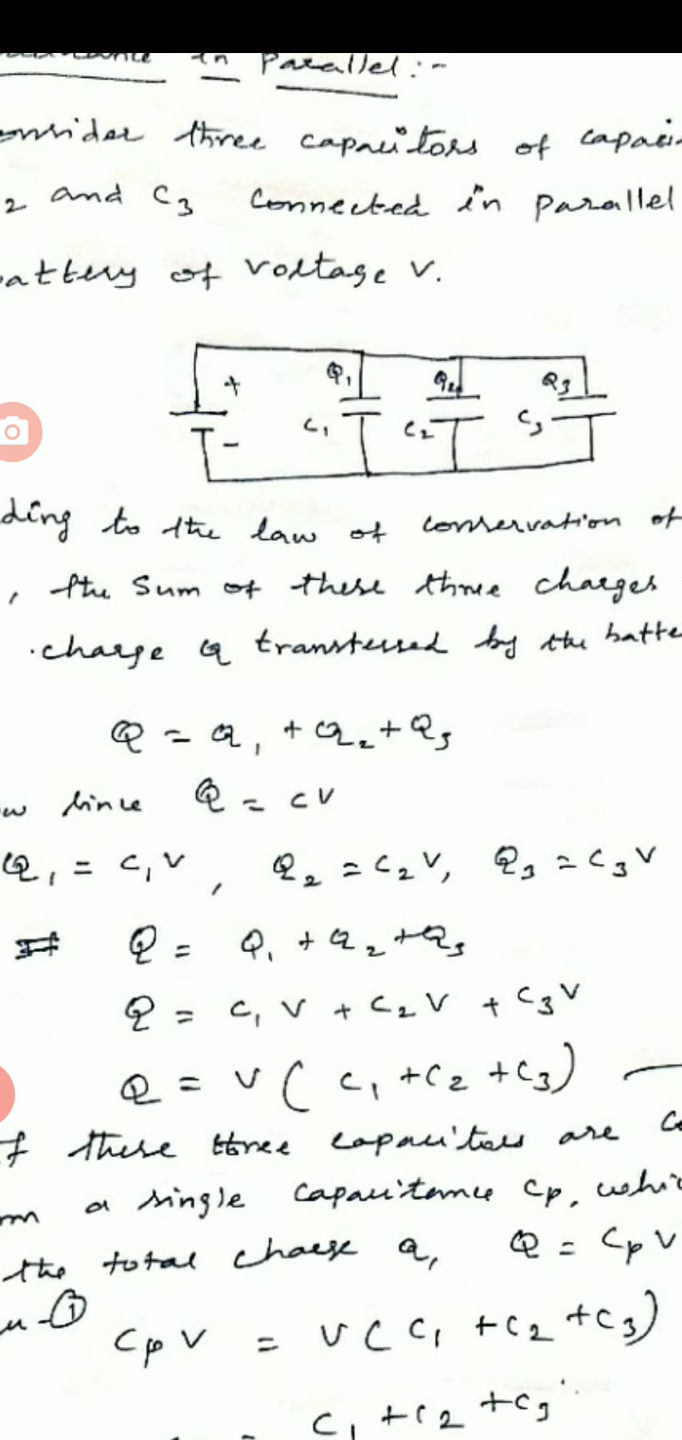 in Parallel :-
onsider three capacitors of capaci
2 and C3 Connected in parallel
attery of voltage V.
+ Q1 Q2 Q3
- C1 C2 C3
ding to the law of conservation of
, the Sum of these three charges
charge Q transferred by the batte
Q = Q1 + Q2 + Q3
w since Q = CV
Q1 = C1V , Q2 = C2V, Q3 = C3V
Q = Q1 + Q2 + Q3
Q = C1V + C2V + C3V
Q = V ( C1 + C2 + C3 )
f these three capacitors are Co
m a single capacitance Cp, whic
the total charge Q, Q = CpV
n - ① CpV = V ( C1 + C2 + C3 )
= C1 + C2 + C3